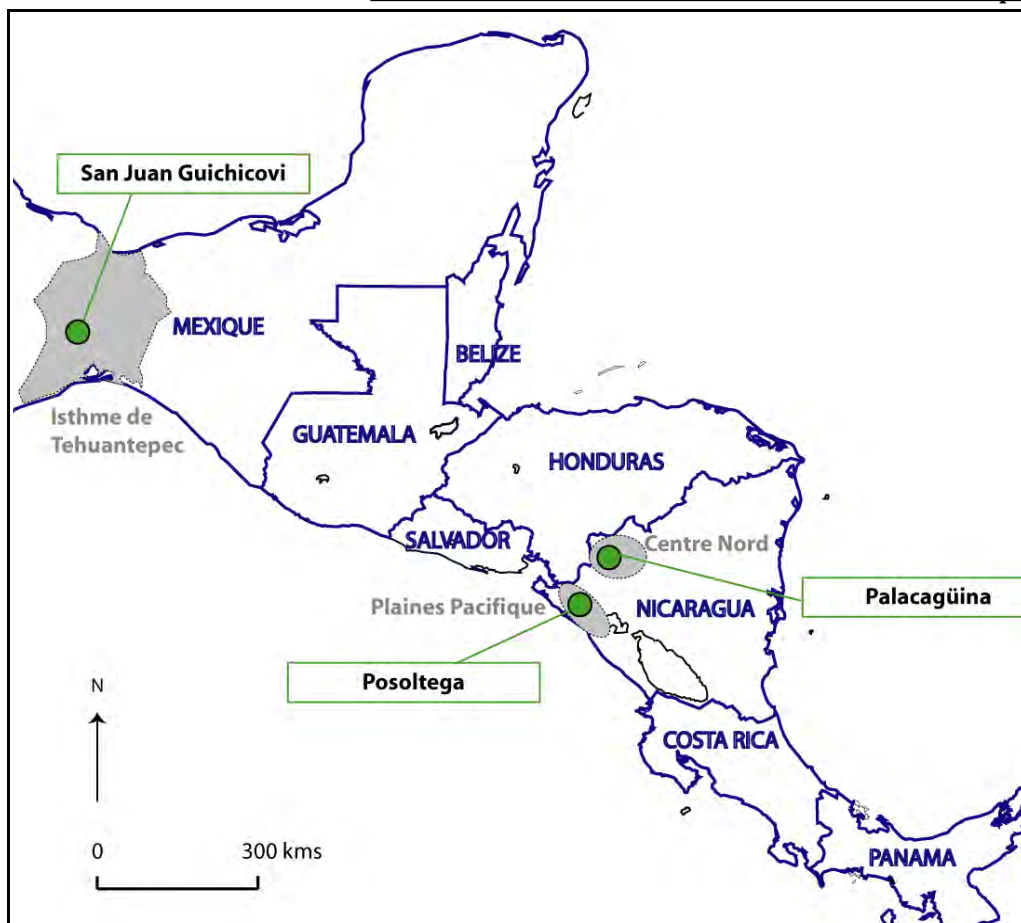 San Juan Guichicovi
MEXIQUE
BELIZE
Isthme de
Tehuantepec
GUATEMALA
HONDURAS
SALVADOR
Centre Nord
Plaines Pacifique
NICARAGUA
Palacagüina
Posoltega
N
COSTA RICA
0 300 kms
PANAMA